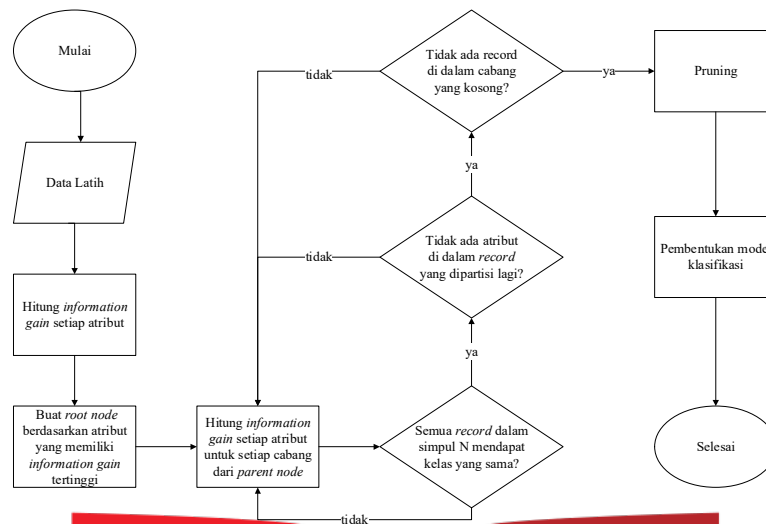 Mulai
Data Latih
Hitung information
gain setiap atribut
Buat root node
berdasarkan atribut
yang memiliki
information gain
tertinggi
Hitung information
gain setiap atribut
untuk setiap cabang
dari parent node
Semua record dalam
simpul N mendapat
kelas yang sama?
tidak
ya
Tidak ada atribut
di dalam record
yang dipartisi lagi?
tidak
ya
Tidak ada record
di dalam cabang
yang kosong?
tidak
ya
Pruning
Pembentukan model
klasifikasi
Selesai